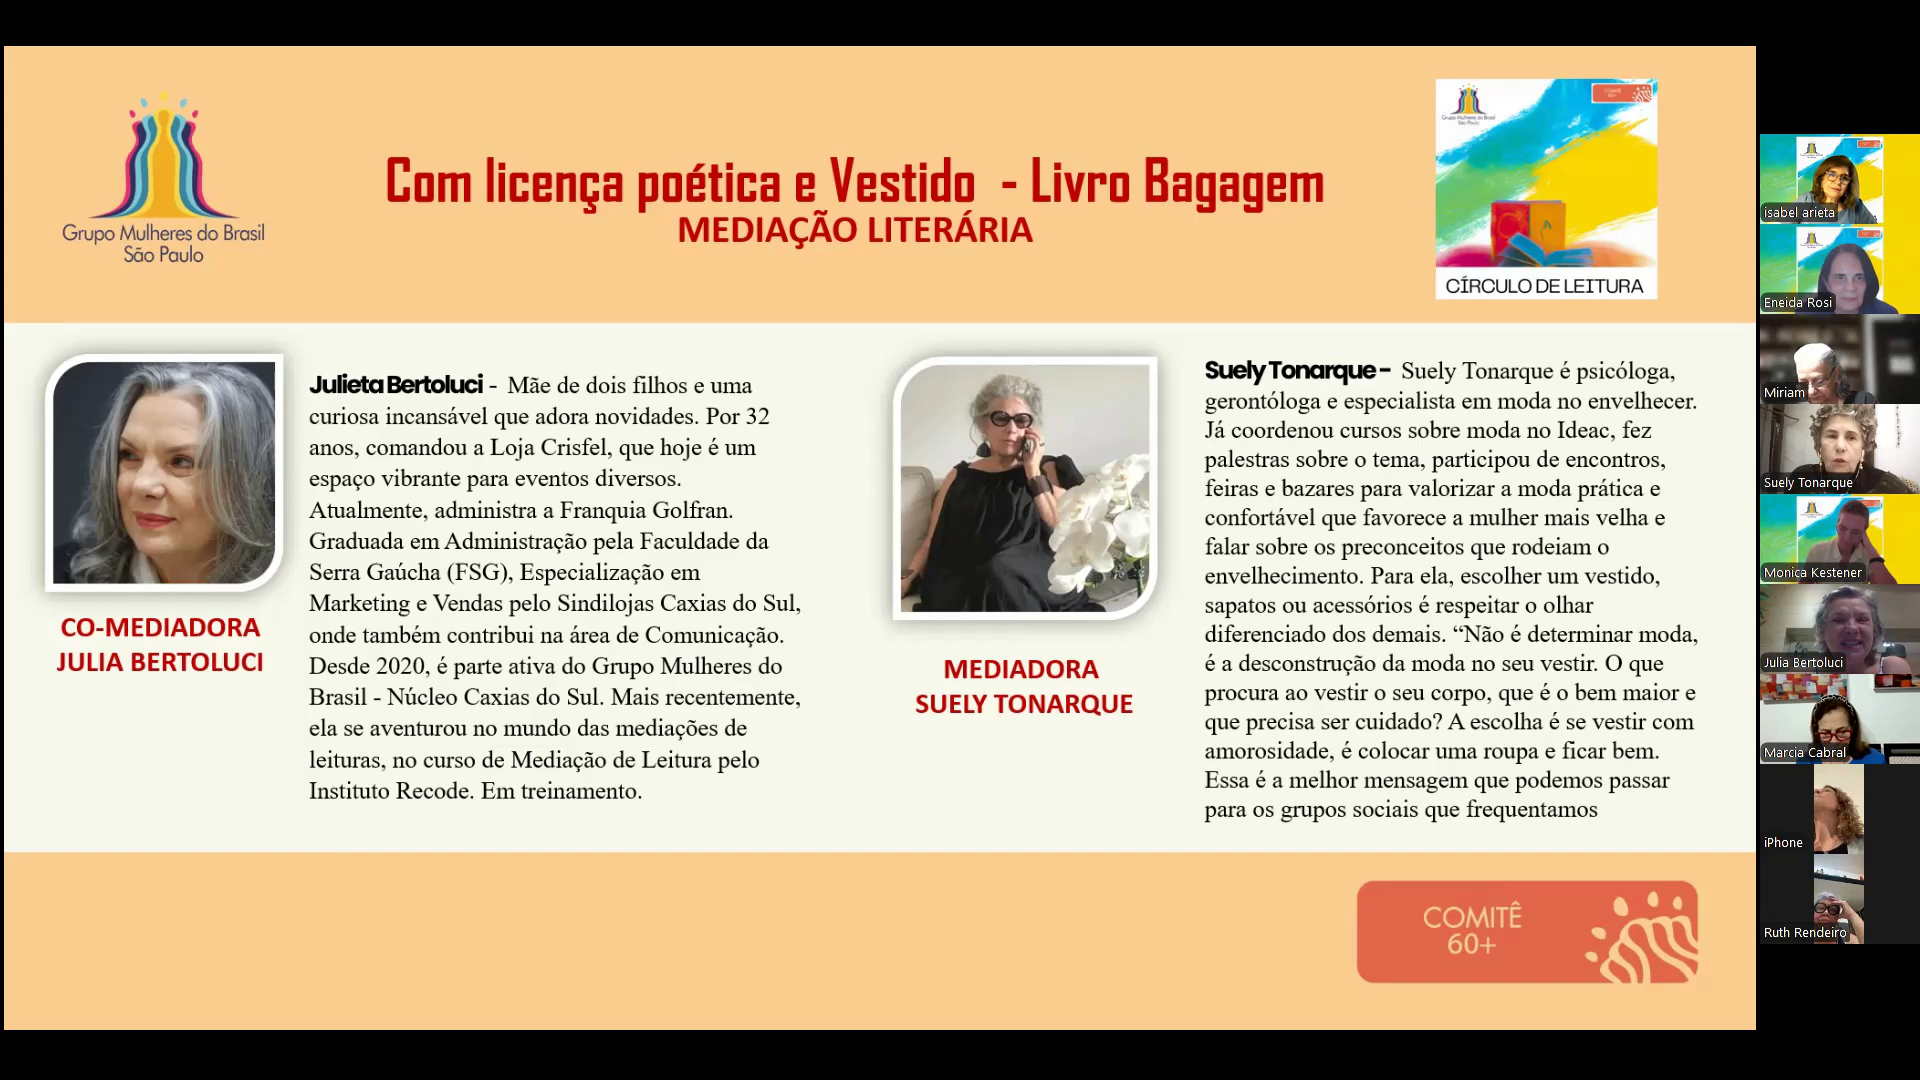 Grupo Mulheres do Brasil
São Paulo
Com licença poética e Vestido - Livro Bagagem
MEDIAÇÃO LITERÁRIA
Grupo Mulheres do Brasil
São Paulo
COMITÊ
60+
CÍRCULO DE LEITURA
Julieta Bertoluci - Mãe de dois filhos e uma
curiosa incansável que adora novidades. Por 32
anos, comandou a Loja Crisfel, que hoje é um
espaço vibrante para eventos diversos.
Atualmente, administra a Franquia Golfran.
Graduada em Administração pela Faculdade da
Serra Gaúcha (FSG), Especialização em
Marketing e Vendas pelo Sindilojas Caxias do Sul,
onde também contribui na área de Comunicação.
Desde 2020, é parte ativa do Grupo Mulheres do
Brasil - Núcleo Caxias do Sul. Mais recentemente,
ela se aventurou no mundo das mediações de
leituras, no curso de Mediação de Leitura pelo
Instituto Recode. Em treinamento.
CO-MEDIADORA
JULIA BERTOLUCI
Suely Tonarque - Suely Tonarque é psicóloga,
gerontóloga e especialista em moda no envelhecer.
Já coordenou cursos sobre moda no Ideac, fez
palestras sobre o tema, participou de encontros,
feiras e bazares para valorizar a moda prática e
confortável que favorece a mulher mais velha e
falar sobre os preconceitos que rodeiam o
envelhecimento. Para ela, escolher um vestido,
sapatos ou acessórios é respeitar o olhar
diferenciado dos demais. “Não é determinar moda,
é a desconstrução da moda no seu vestir. O que
procura ao vestir o seu corpo, que é o bem maior e
que precisa ser cuidado? A escolha é se vestir com
amorosidade, é colocar uma roupa e ficar bem.
Essa é a melhor mensagem que podemos passar
para os grupos sociais que frequentamos
MEDIADORA
SUELY TONARQUE
COMITÊ
60+
isabel arieta
Eneida Rosi
Miriam
Suely Tonarque
Monica Kestener
Julia Bertoluci
Marcia Cabral
iPhone
Ruth Rendeiro